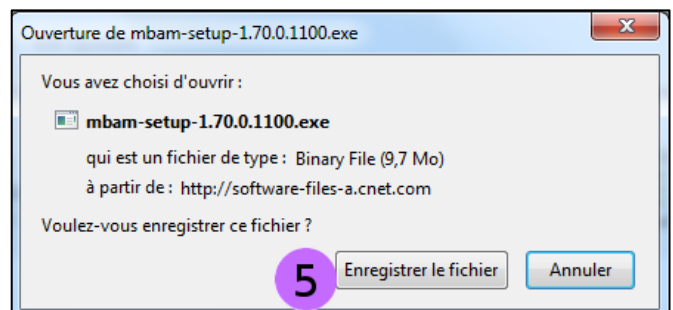 Ouverture de mbam-setup-1.70.0.1100.exe
Vous avez choisi d'ouvrir :
mbam-setup-1.70.0.1100.exe
qui est un fichier de type : Binary File (9,7 Mo)
à partir de : http://software-files-a.cnet.com
Voulez-vous enregistrer ce fichier ?
5 Enregistrer le fichier Annuler